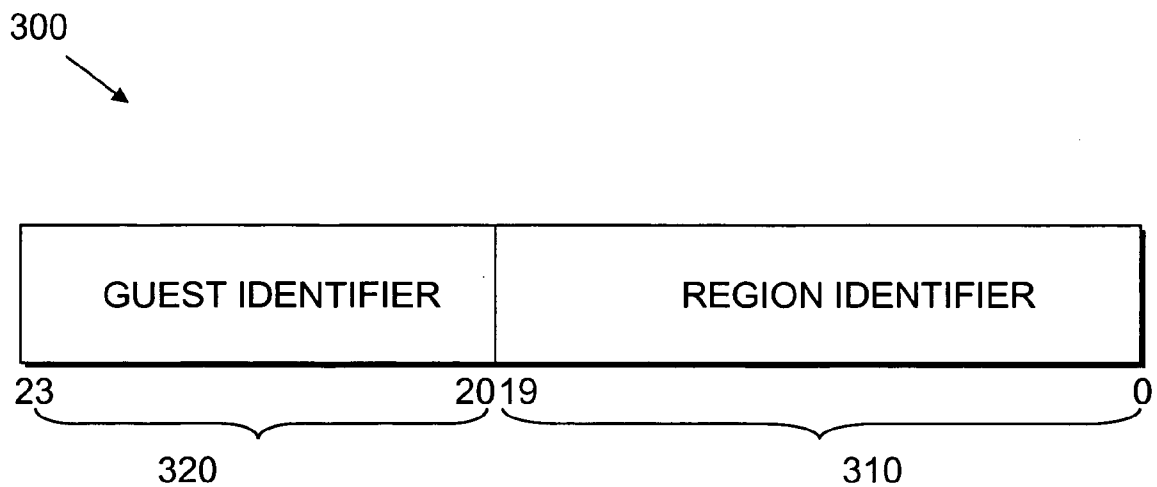 300
GUEST IDENTIFIER REGION IDENTIFIER
23 20 19 0
320 310